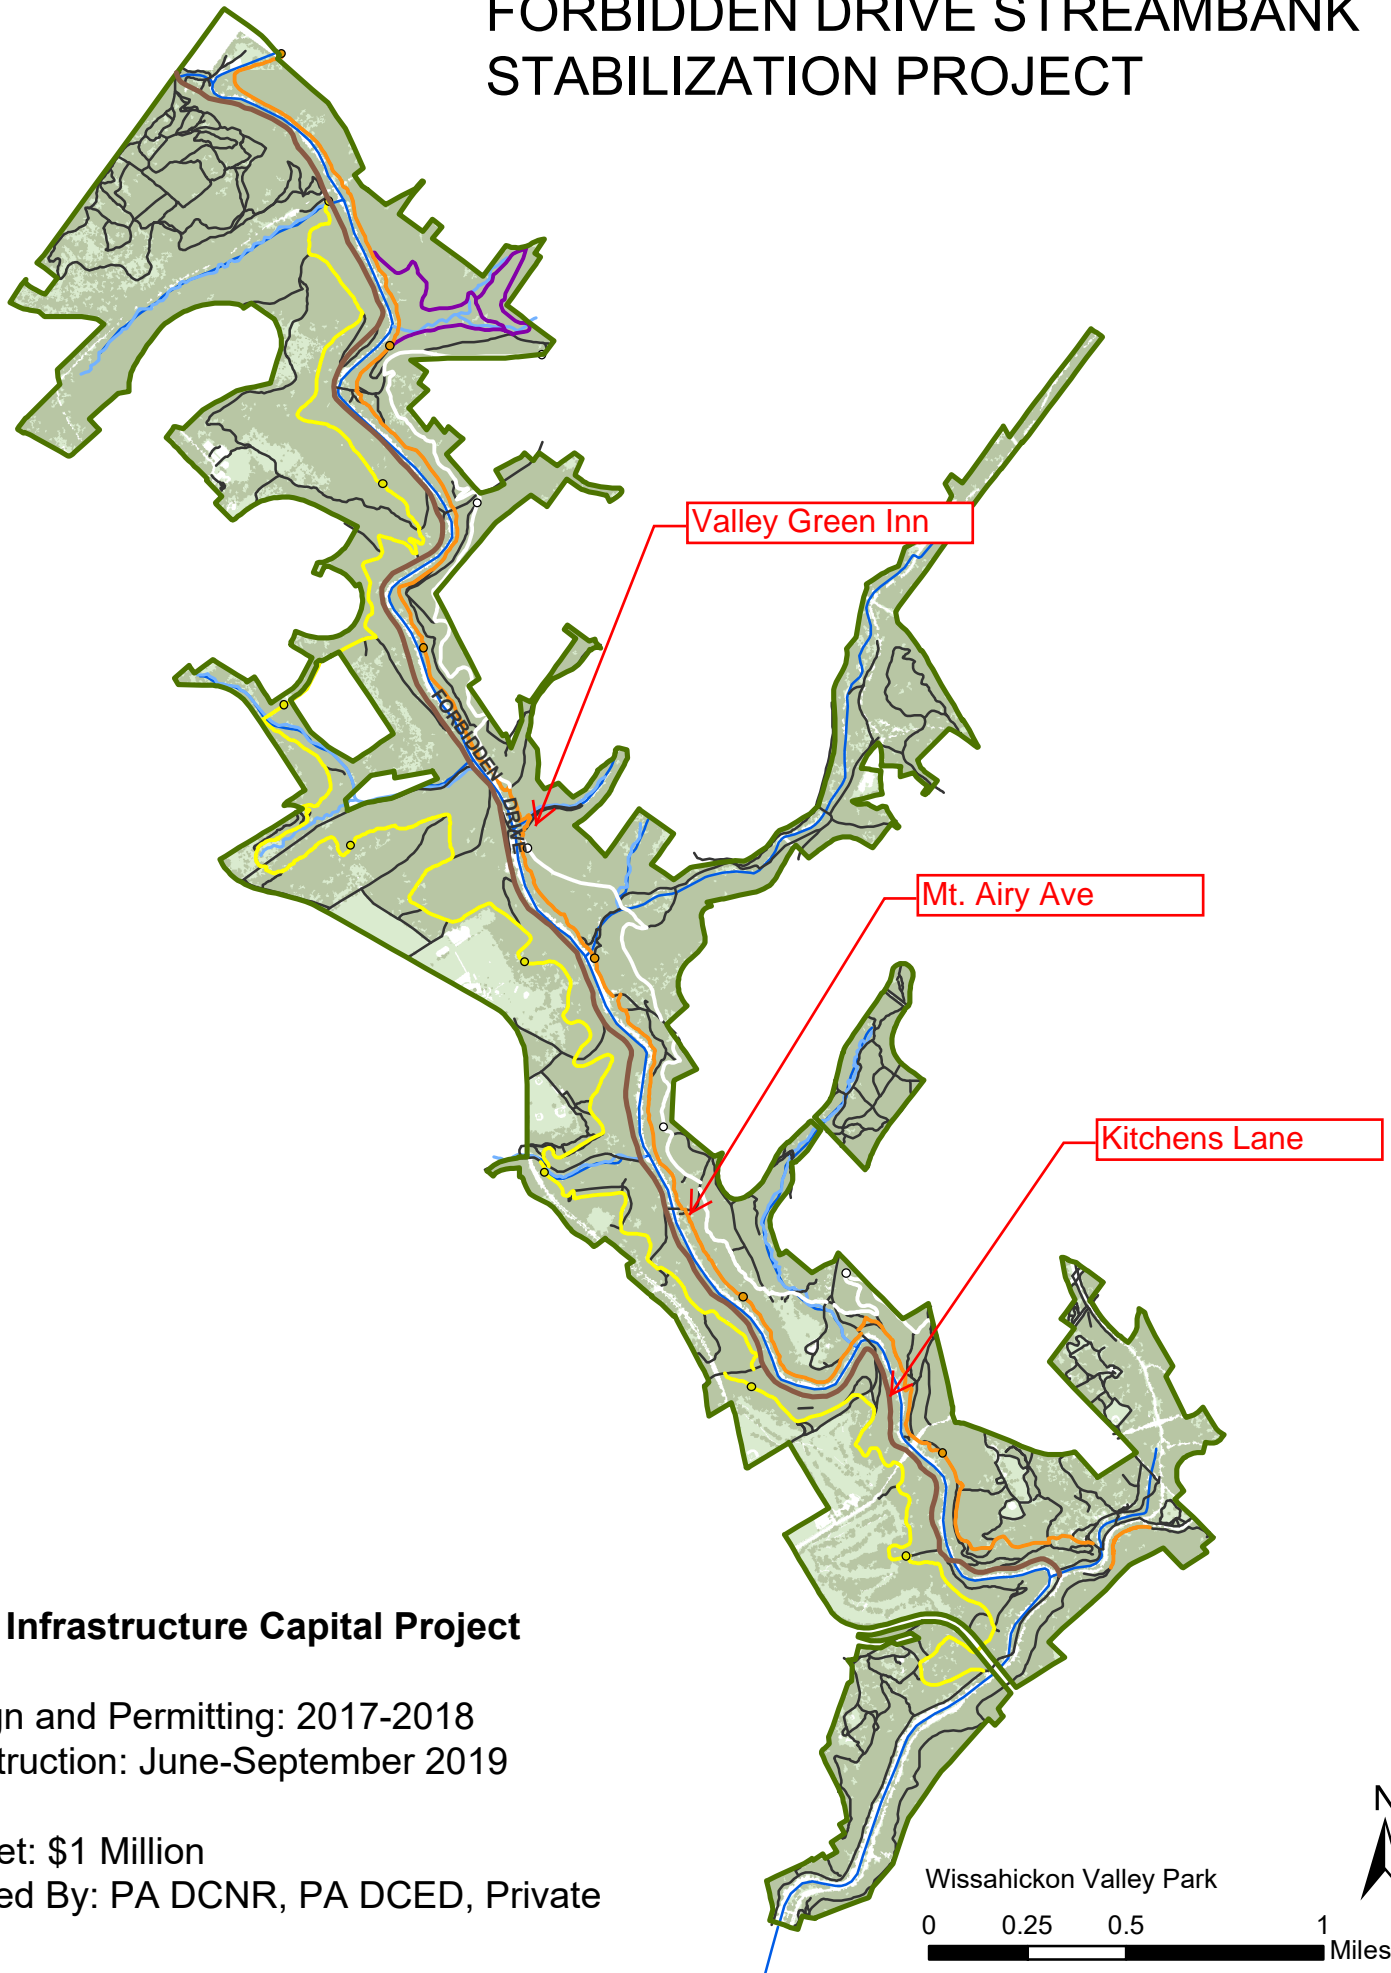 FORBIDDEN DRIVE STREAMBANK
STABILIZATION PROJECT
Valley Green Inn
FORBIDDEN DRIVE
Mt. Airy Ave
Kitchens Lane
Infrastructure Capital Project
gn and Permitting: 2017-2018
truction: June-September 2019
et: $1 Million
ed By: PA DCNR, PA DCED, Private
N
Wissahickon Valley Park
0 0.25 0.5 1
Miles